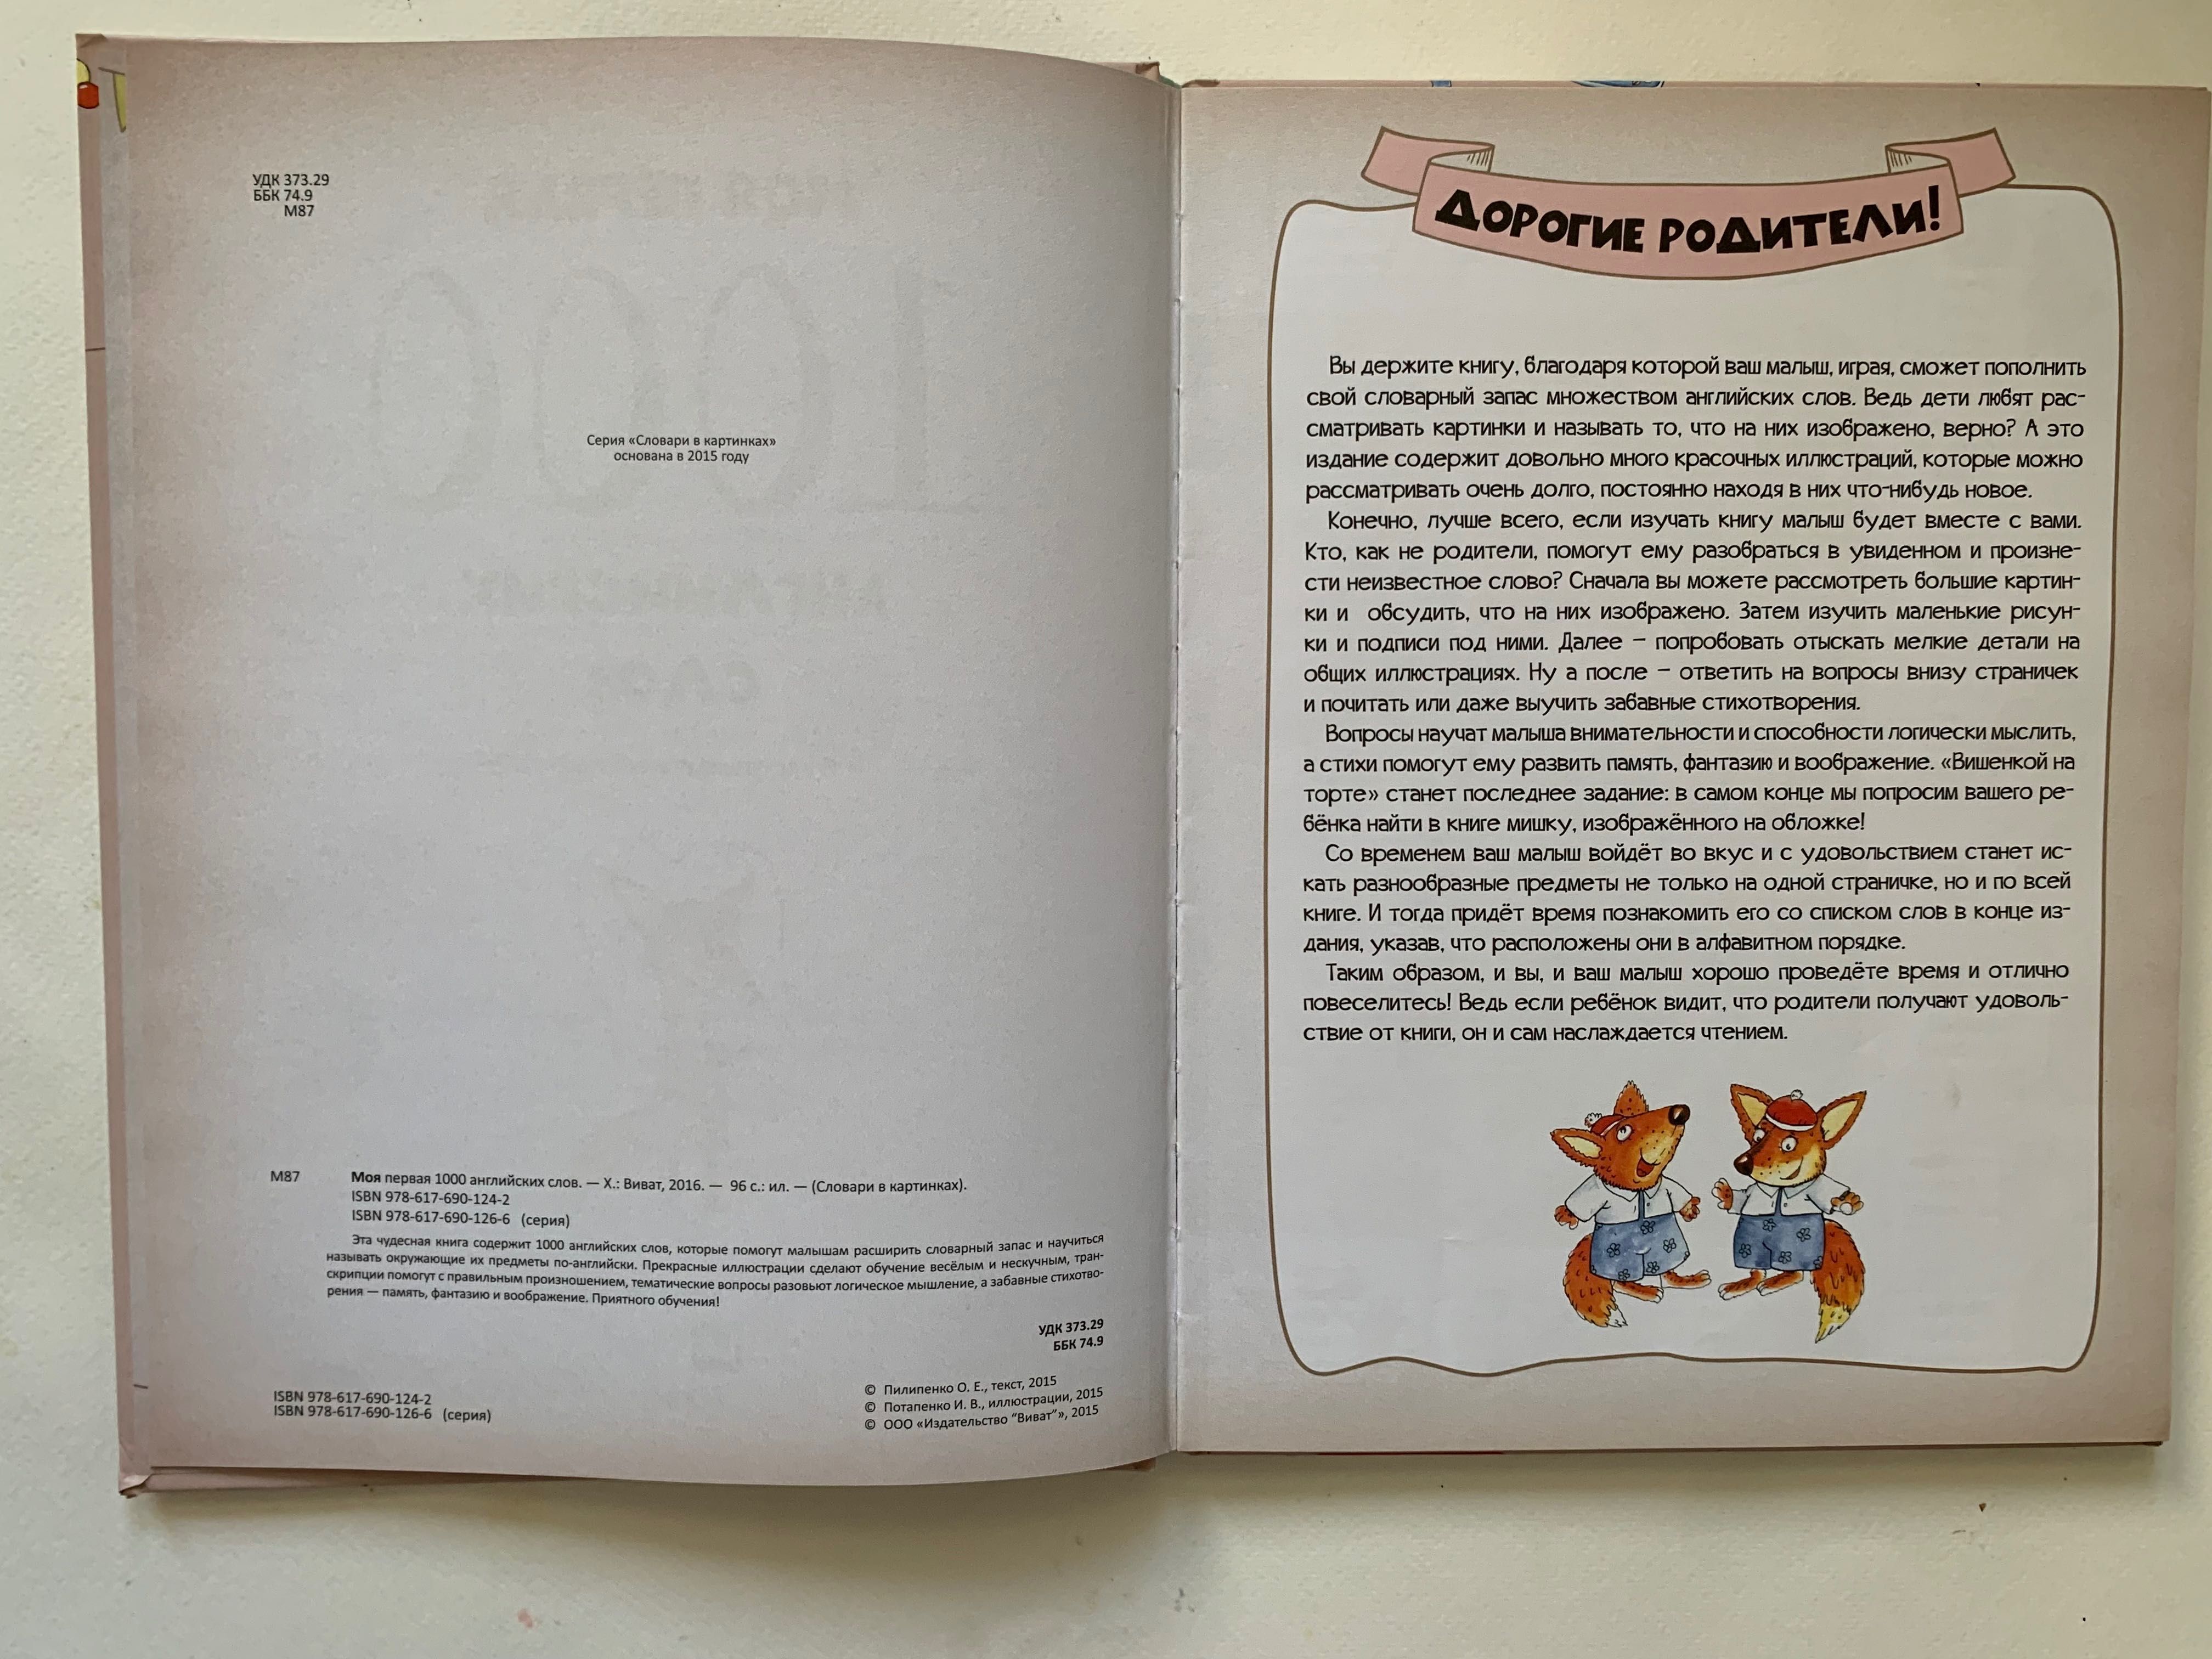 УДК 373.29
ББК 74.9
М87
Серия «Словари в картинках»
основана в 2015 году
М87
Моя первая 1000 английских слов. — Х.: Виват, 2016. — 96 с.: ил. — (Словари в картинках).
ISBN 978-617-690-124-2
ISBN 978-617-690-126-6 (серия)
Эта чудесная книга содержит 1000 английских слов, которые помогут малышам расширить словарный запас и научиться
называть окружающие их предметы по-английски. Прекрасные иллюстрации сделают обучение весёлым и нескучным, тран-
скрипции помогут с правильным произношением, тематические вопросы разовьют логическое мышление, а забавные стихотво-
рения — память, фантазию и воображение. Приятного обучения!
УДК 373.29
ББК 74.9
ISBN 978-617-690-124-2
ISBN 978-617-690-126-6 (серия)
© Пилипенко О. Е., текст, 2015
© Потапенко И. В., иллюстрации, 2015
© ООО «Издательство "Виват"», 2015
ДОРОГИЕ РОДИТЕЛИ!
Вы держите книгу, благодаря которой ваш малыш, играя, сможет пополнить
свой словарный запас множеством английских слов. Ведь дети любят рас-
сматривать картинки и называть то, что на них изображено, верно? А это
издание содержит довольно много красочных иллюстраций, которые можно
рассматривать очень долго, постоянно находя в них что-нибудь новое.
Конечно, лучше всего, если изучать книгу малыш будет вместе с вами.
Кто, как не родители, помогут ему разобраться в увиденном и произне-
сти неизвестное слово? Сначала вы можете рассмотреть большие картин-
ки и обсудить, что на них изображено. Затем изучить маленькие рисун-
ки и подписи под ними. Далее – попробовать отыскать мелкие детали на
общих иллюстрациях. Ну а после – ответить на вопросы внизу страничек
и почитать или даже выучить забавные стихотворения.
Вопросы научат малыша внимательности и способности логически мыслить,
а стихи помогут ему развить память, фантазию и воображение. «Вишенкой на
торте» станет последнее задание: в самом конце мы попросим вашего ре-
бёнка найти в книге мишку, изображённого на обложке!
Со временем ваш малыш войдёт во вкус и с удовольствием станет ис-
кать разнообразные предметы не только на одной страничке, но и по всей
книге. И тогда придёт время познакомить его со списком слов в конце из-
дания, указав, что расположены они в алфавитном порядке.
Таким образом, и вы, и ваш малыш хорошо проведёте время и отлично
повеселитесь! Ведь если ребёнок видит, что родители получают удоволь-
ствие от книги, он и сам наслаждается чтением.